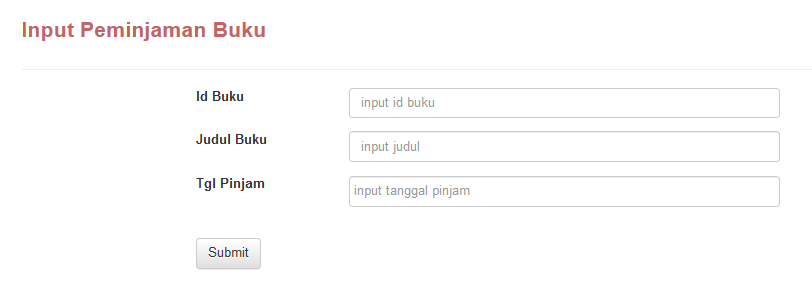 Input Peminjaman Buku
Id Buku input id buku
Judul Buku input judul
Tgl Pinjam input tanggal pinjam
Submit